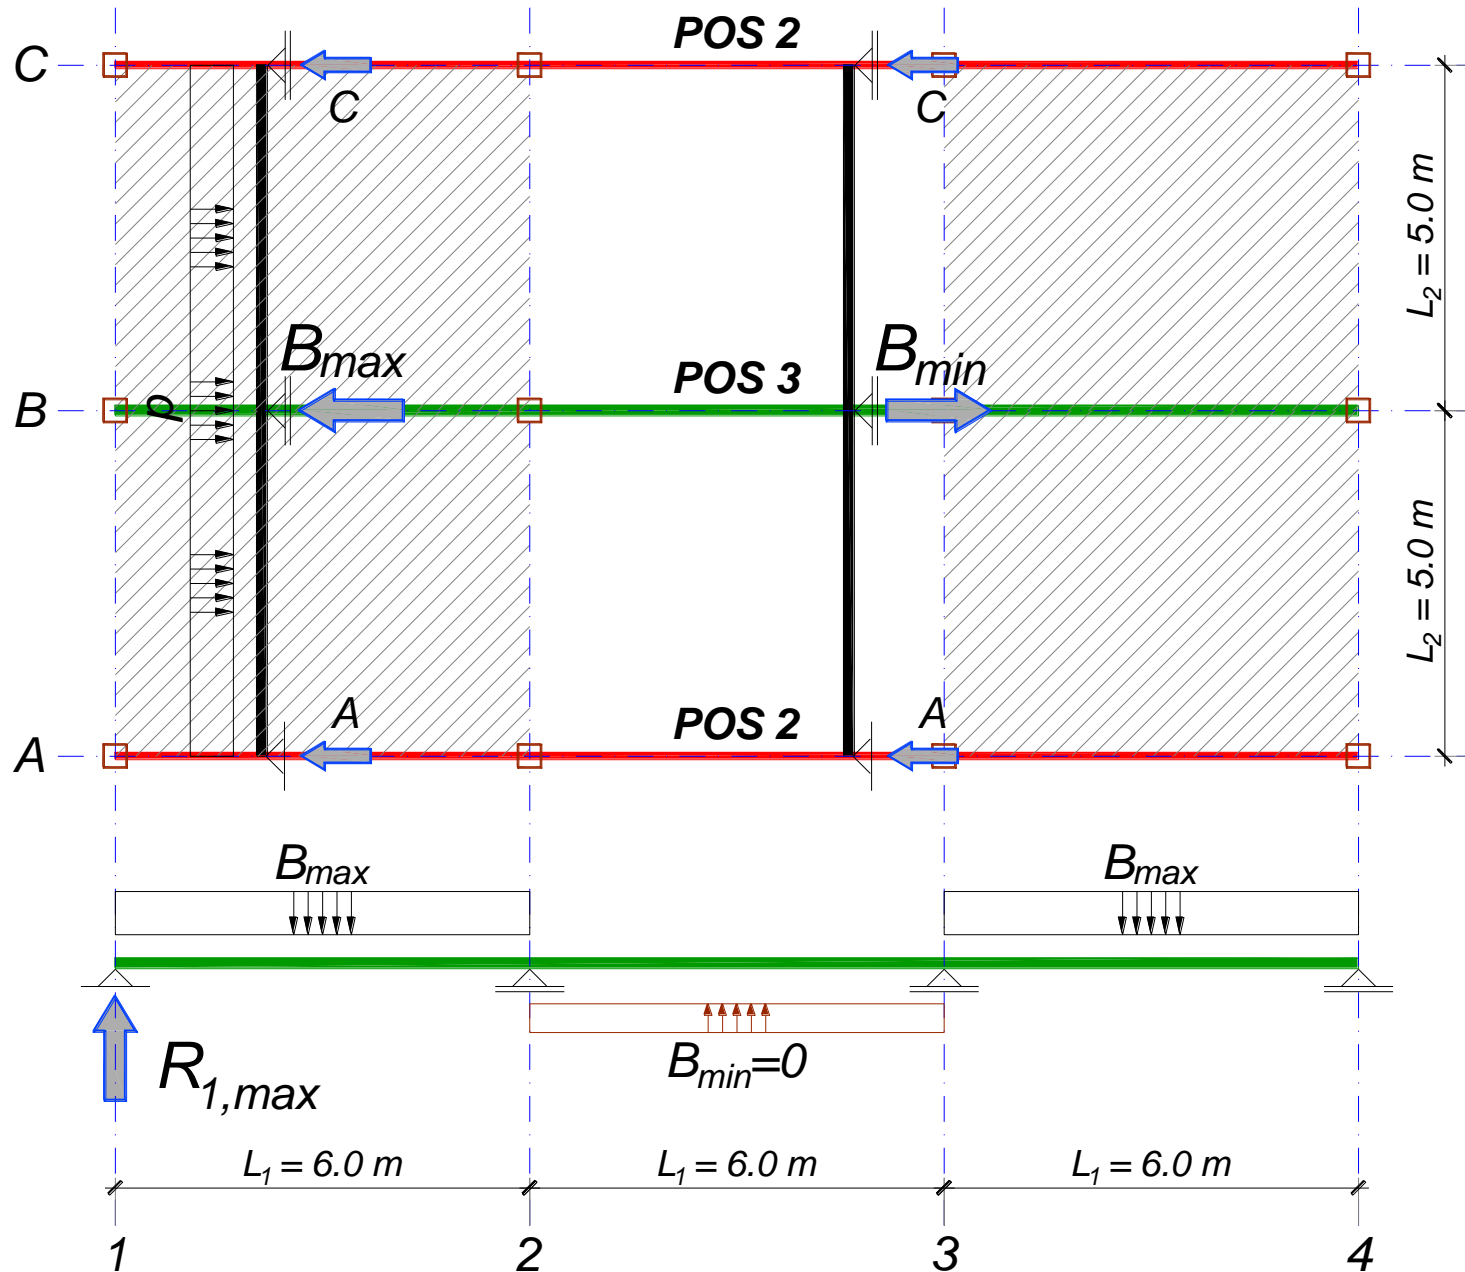 POS 2
C
C
C
L2 = 5.0 m
Bmax
Bmin
POS 3
B
p
L2 = 5.0 m
A
A
POS 2
A
Bmax
Bmax
Bmin=0
R1,max
L1 = 6.0 m
L1 = 6.0 m
L1 = 6.0 m
1
2
3
4